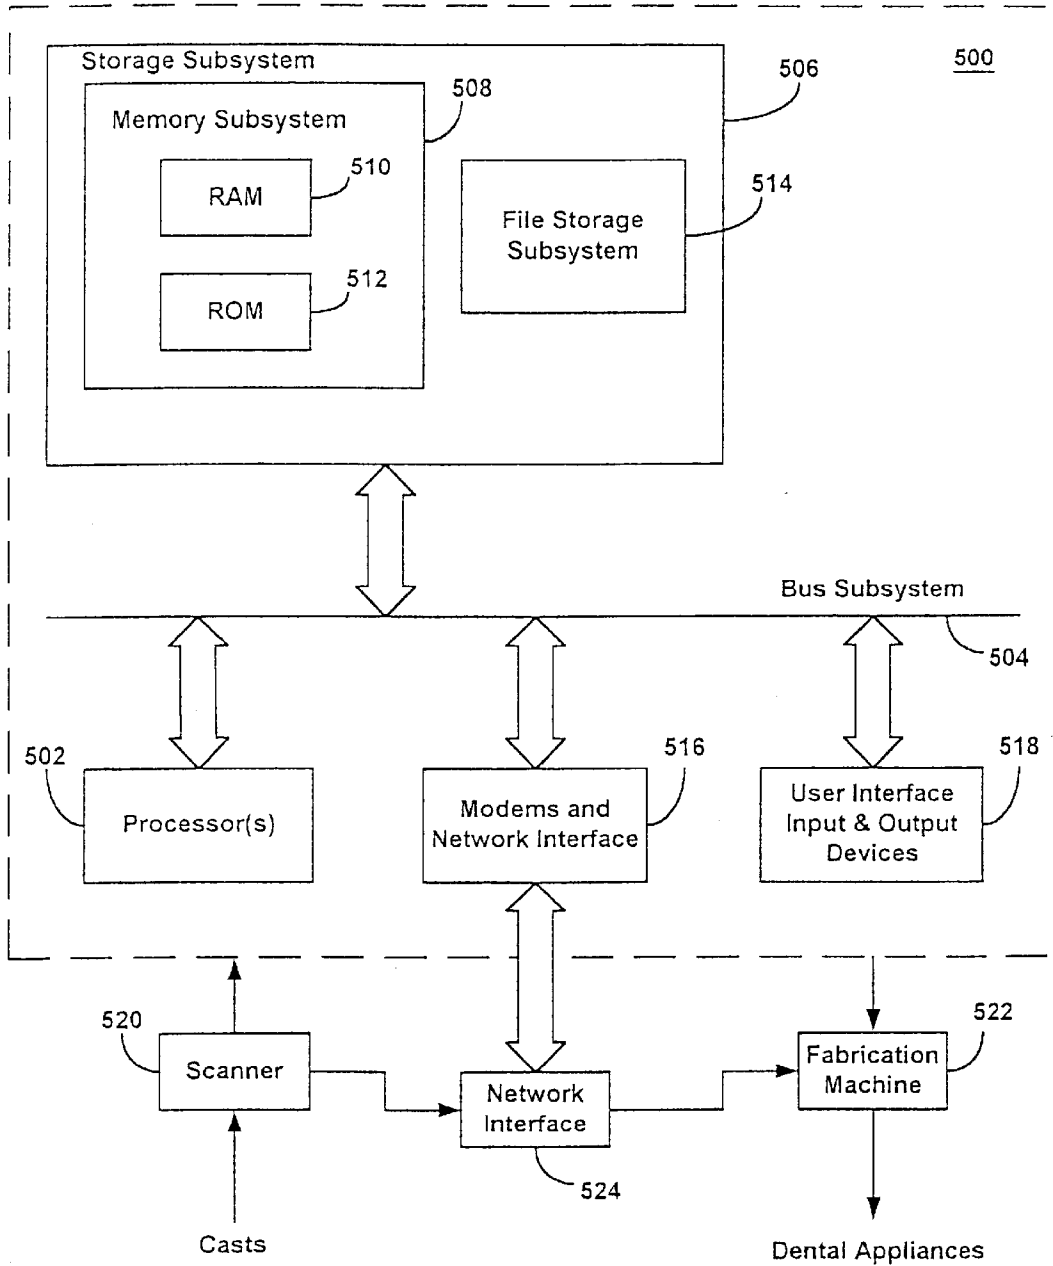 Storage Subsystem
500
506
508
Memory Subsystem
510
RAM
514
File Storage
Subsystem
512
ROM
Bus Subsystem
504
502
Processor(s)
516
Modems and
Network Interface
518
User Interface
Input & Output
Devices
520
Scanner
Network
Interface
524
522
Fabrication
Machine
Casts
Dental Appliances